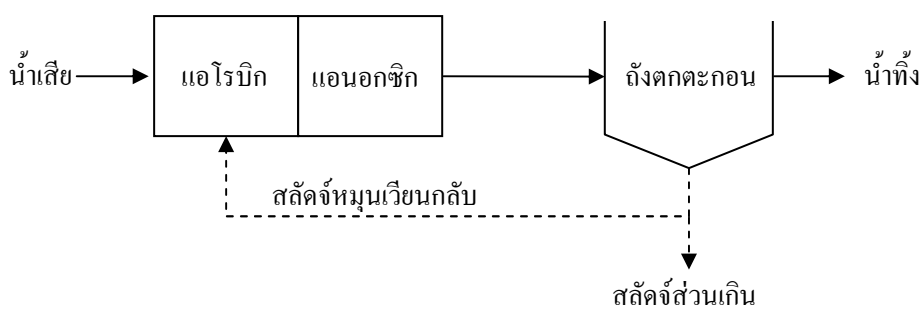 น้ำเสีย
แอโรบิก
แอนอกซิก
ถังตกตะกอน
น้ำทิ้ง
สลัดจ์หมุนเวียนกลับ
สลัดจ์ส่วนเกิน